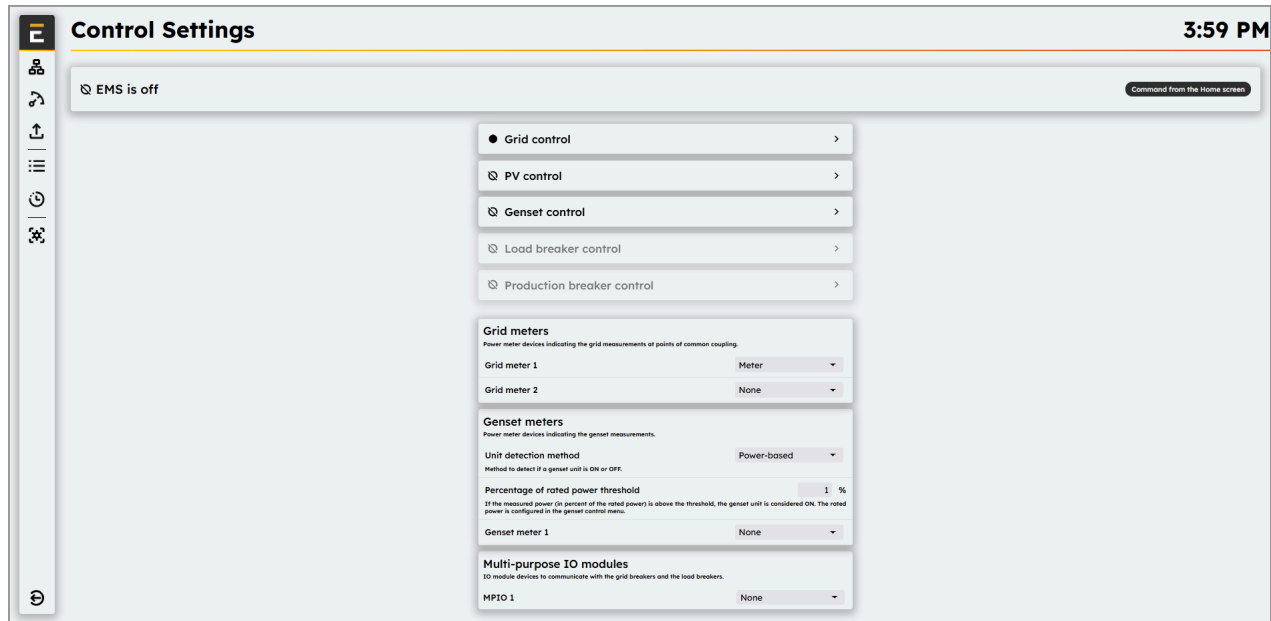 Control Settings
3:59 PM
EMS is off
Command from the Home screen
Grid control
PV control
Genset control
Load breaker control
Production breaker control
Grid meters
Power meter devices indicating the grid measurements at points of common coupling.
Grid meter 1 Meter
Grid meter 2 None
Genset meters
Power meter devices indicating the genset measurements.
Unit detection method Power-based
Method to detect if a genset unit is ON or OFF.
Percentage of rated power threshold 1 %
If the measured power (in percent of the rated power) is above the threshold, the genset unit is considered ON. The rated
power is configured in the genset control menu.
Genset meter 1 None
Multi-purpose IO modules
IO module devices to communicate with the grid breakers and the load breakers.
MPIO 1 None